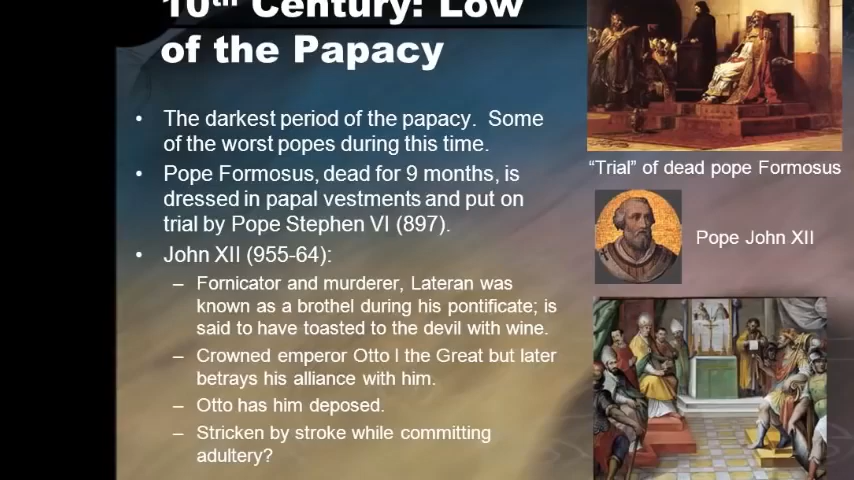 10th Century: Low
of the Papacy
• The darkest period of the papacy. Some
of the worst popes during this time.
• Pope Formosus, dead for 9 months, is
dressed in papal vestments and put on
trial by Pope Stephen VI (897).
• John XII (955-64):
– Fornicator and murderer, Lateran was
known as a brothel during his pontificate; is
said to have toasted to the devil with wine.
– Crowned emperor Otto I the Great but later
betrays his alliance with him.
– Otto has him deposed.
– Stricken by stroke while committing
adultery?
“Trial” of dead pope Formosus
Pope John XII